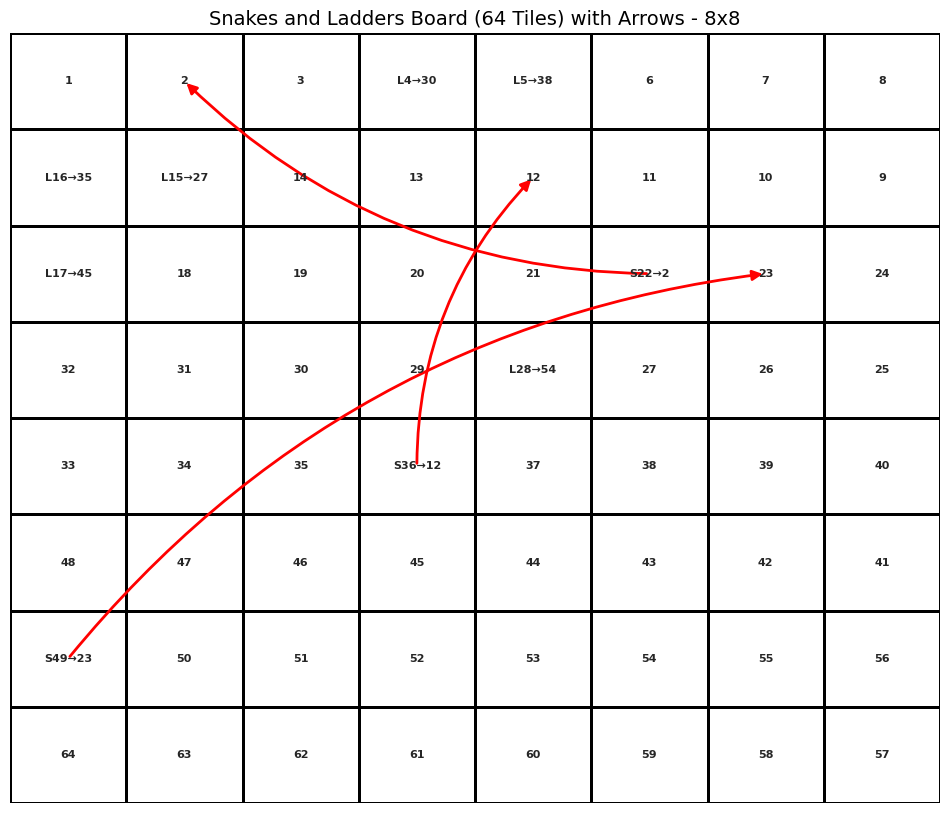 Snakes and Ladders Board (64 Tiles) with Arrows - 8x8
1 2 3 L4→30 L5→38 6 7 8
L16→35 L15→27 14 13 12 11 10 9
L17→45 18 19 20 21 S22→2 23 24
32 31 30 29 L28→54 27 26 25
33 34 35 S36→12 37 38 39 40
48 47 46 45 44 43 42 41
S49→23 50 51 52 53 54 55 56
64 63 62 61 60 59 58 57